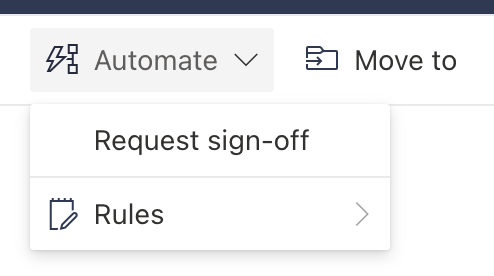 Automate
Move to
Request sign-off
Rules